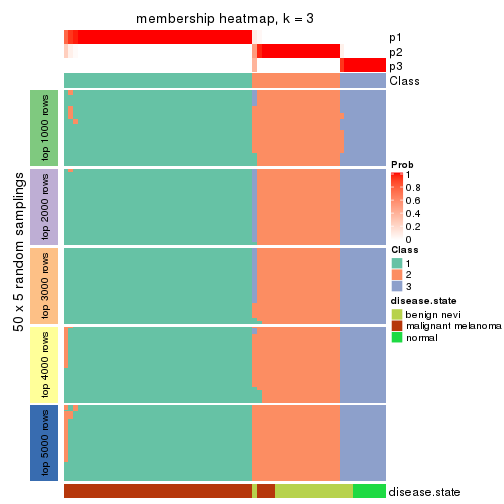 membership heatmap, k = 3
p1
p2
p3
Class
50 x 5 random samplings
top 1000 rows
top 2000 rows
top 3000 rows
top 4000 rows
top 5000 rows
disease.state
Prob
1
0.8
0.6
0.4
0.2
0
Class
1
2
3
disease.state
benign nevi
malignant melanoma
normal